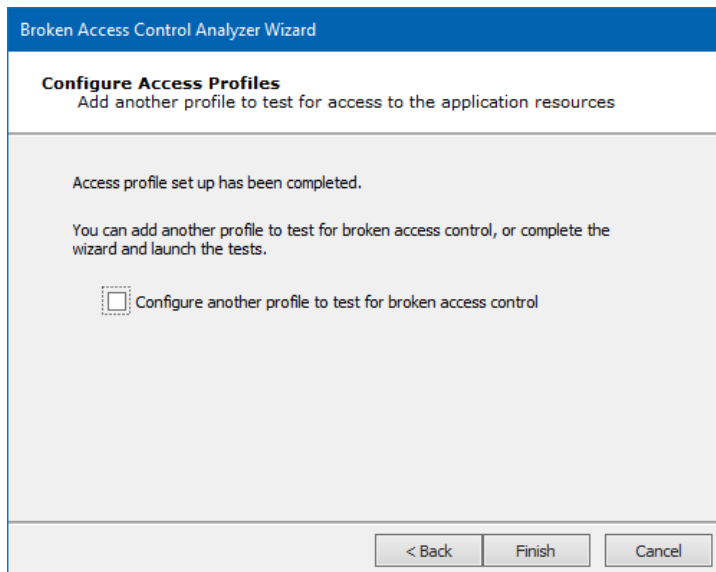 Broken Access Control Analyzer Wizard
Configure Access Profiles
Add another profile to test for access to the application resources
Access profile set up has been completed.
You can add another profile to test for broken access control, or complete the
wizard and launch the tests.
Configure another profile to test for broken access control
< Back
Finish
Cancel